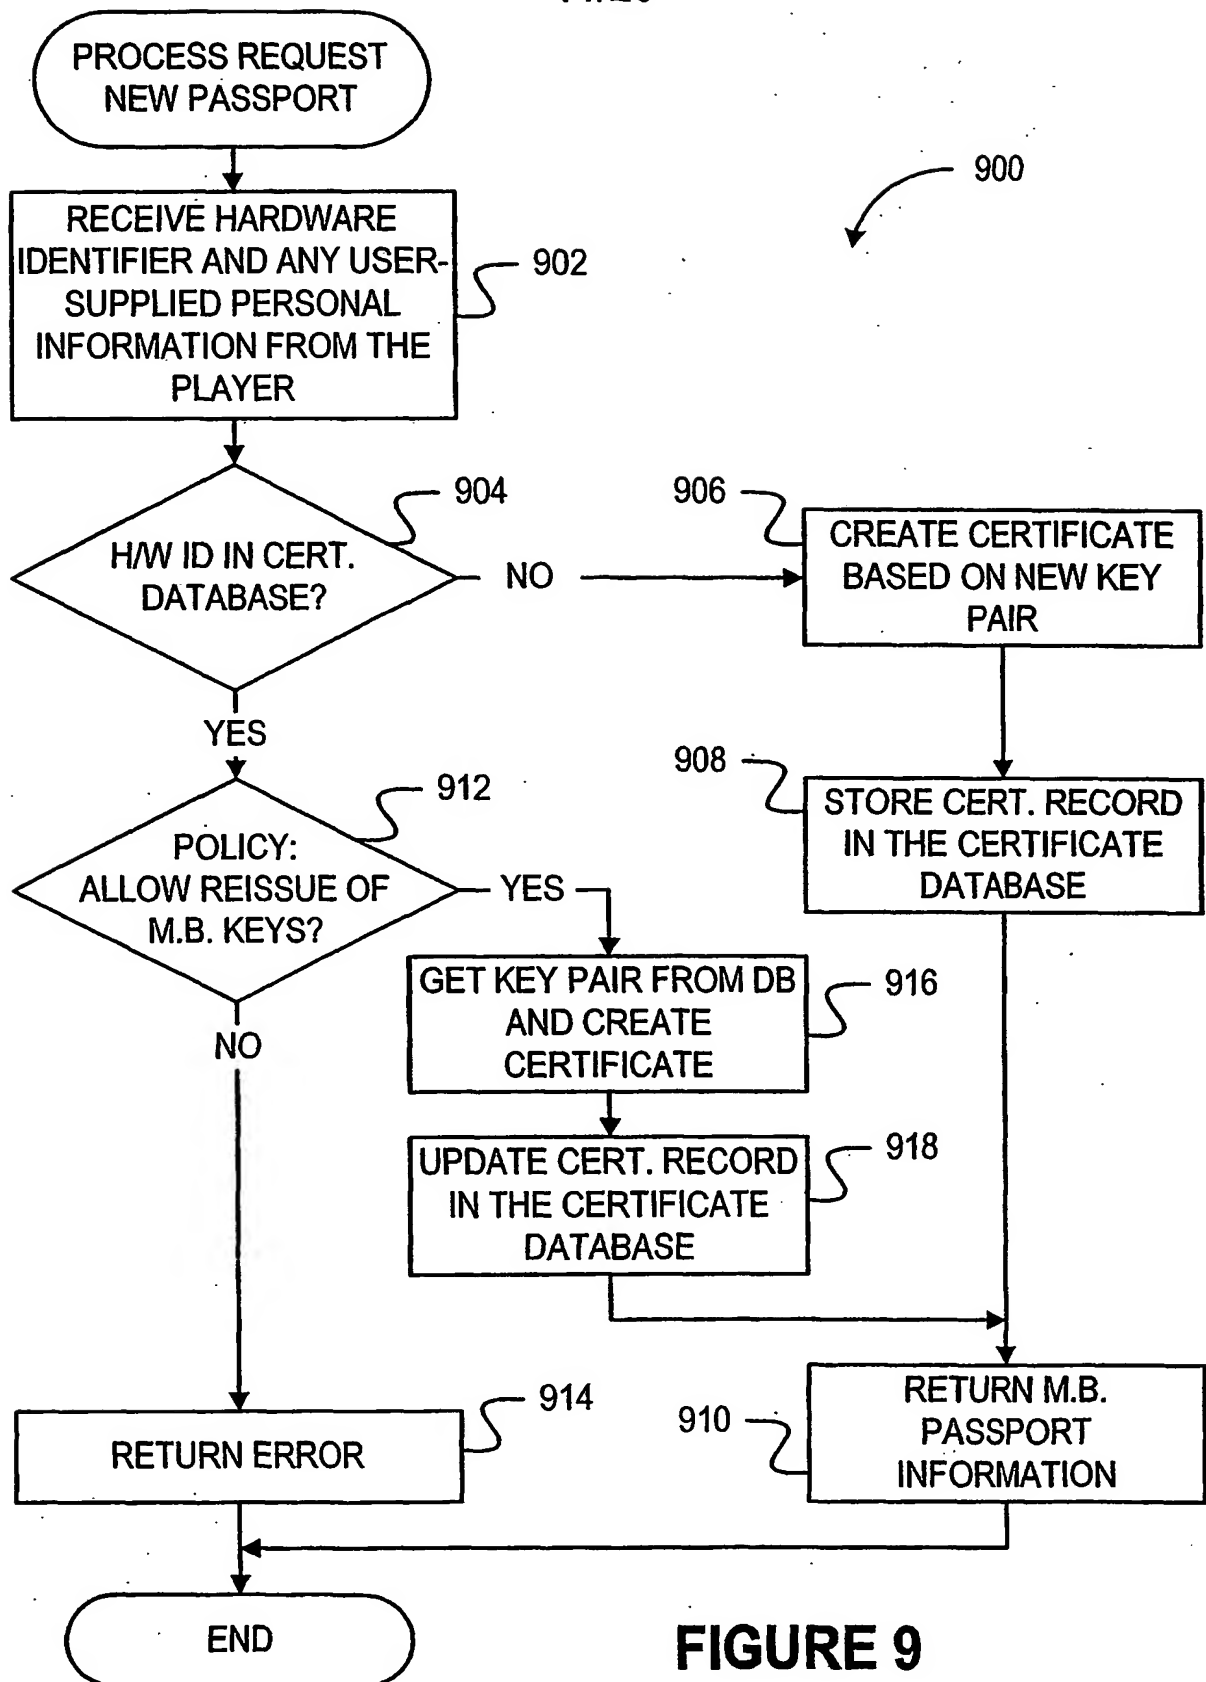 PROCESS REQUEST
NEW PASSPORT
900
RECEIVE HARDWARE
IDENTIFIER AND ANY USER-
SUPPLIED PERSONAL
INFORMATION FROM THE
PLAYER
902
904
H/W ID IN CERT.
DATABASE?
NO
906
CREATE CERTIFICATE
BASED ON NEW KEY
PAIR
YES
908
STORE CERT. RECORD
IN THE CERTIFICATE
DATABASE
912
POLICY:
ALLOW REISSUE OF
M.B. KEYS?
YES
NO
GET KEY PAIR FROM DB
AND CREATE
CERTIFICATE
916
UPDATE CERT. RECORD
IN THE CERTIFICATE
DATABASE
918
RETURN ERROR
914
910
RETURN M.B.
PASSPORT
INFORMATION
END
FIGURE 9